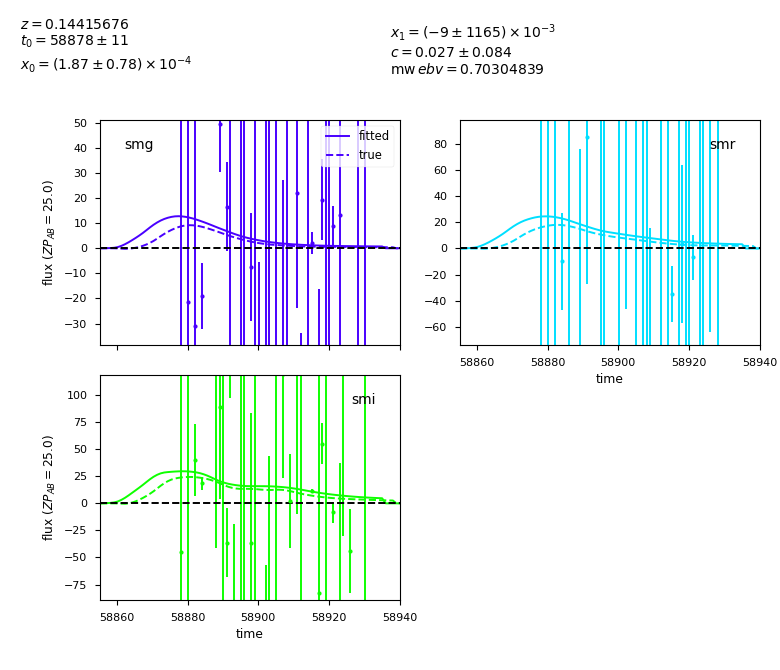 z = 0.14415676
t₀ = 58878 ± 11
x₀ = (1.87 ± 0.78) × 10⁻⁴
x₁ = (−9 ± 1165) × 10⁻³
c = 0.027 ± 0.084
mw ebv = 0.70304839
smg
fitted
true
50
40
30
20
10
0
−10
−20
−30
flux (ZP_AB = 25.0)
smr
80
60
40
20
0
−20
−40
−60
58860 58880 58900 58920 58940
time
smi
100
75
50
25
0
−25
−50
−75
flux (ZP_AB = 25.0)
58860 58880 58900 58920 58940
time